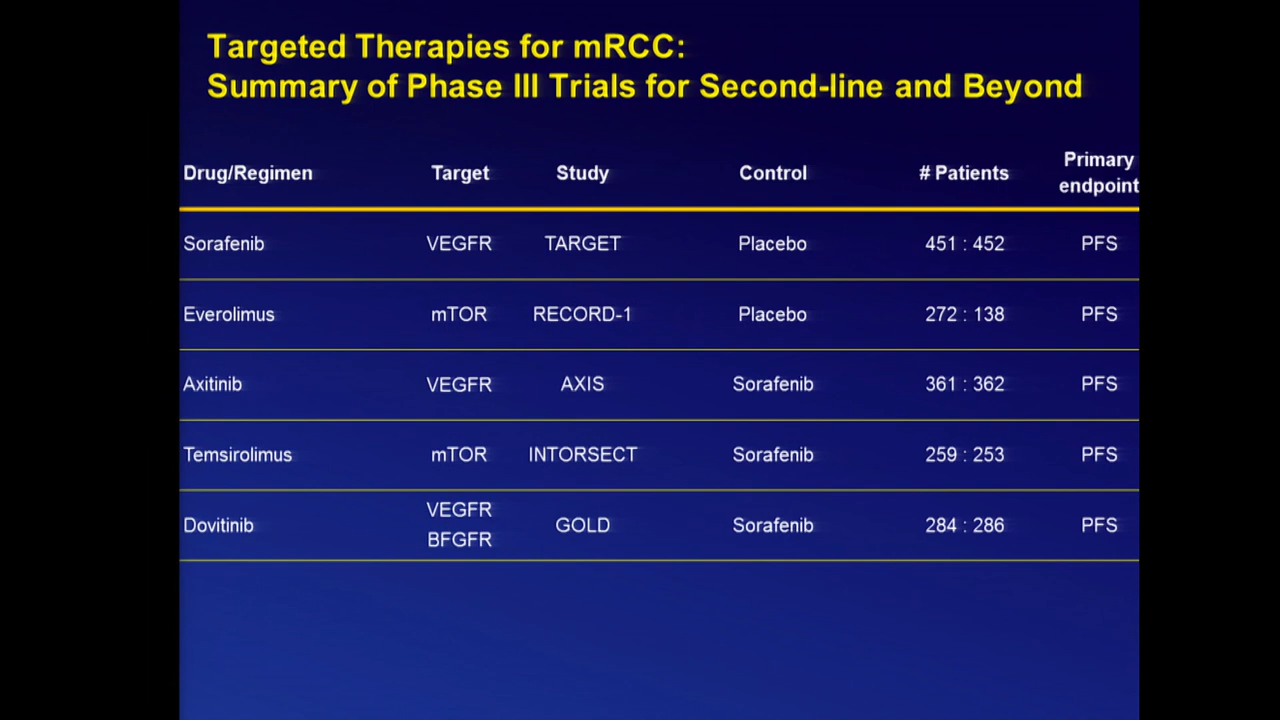 Targeted Therapies for mRCC:
Summary of Phase III Trials for Second-line and Beyond
Drug/Regimen Target Study Control # Patients Primary endpoint
Sorafenib VEGFR TARGET Placebo 451 : 452 PFS
Everolimus mTOR RECORD-1 Placebo 272 : 138 PFS
Axitinib VEGFR AXIS Sorafenib 361 : 362 PFS
Temsirolimus mTOR INTORSECT Sorafenib 259 : 253 PFS
Dovitinib VEGFR BFGFR GOLD Sorafenib 284 : 286 PFS